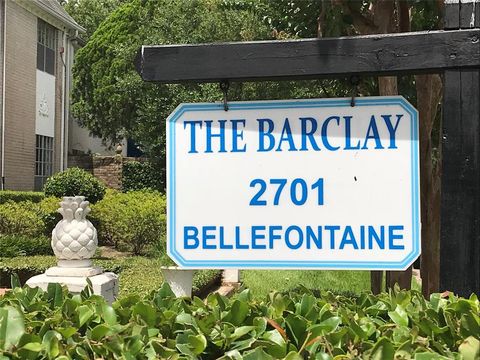 THE BARCLAY
2701
BELLEFONTAINE